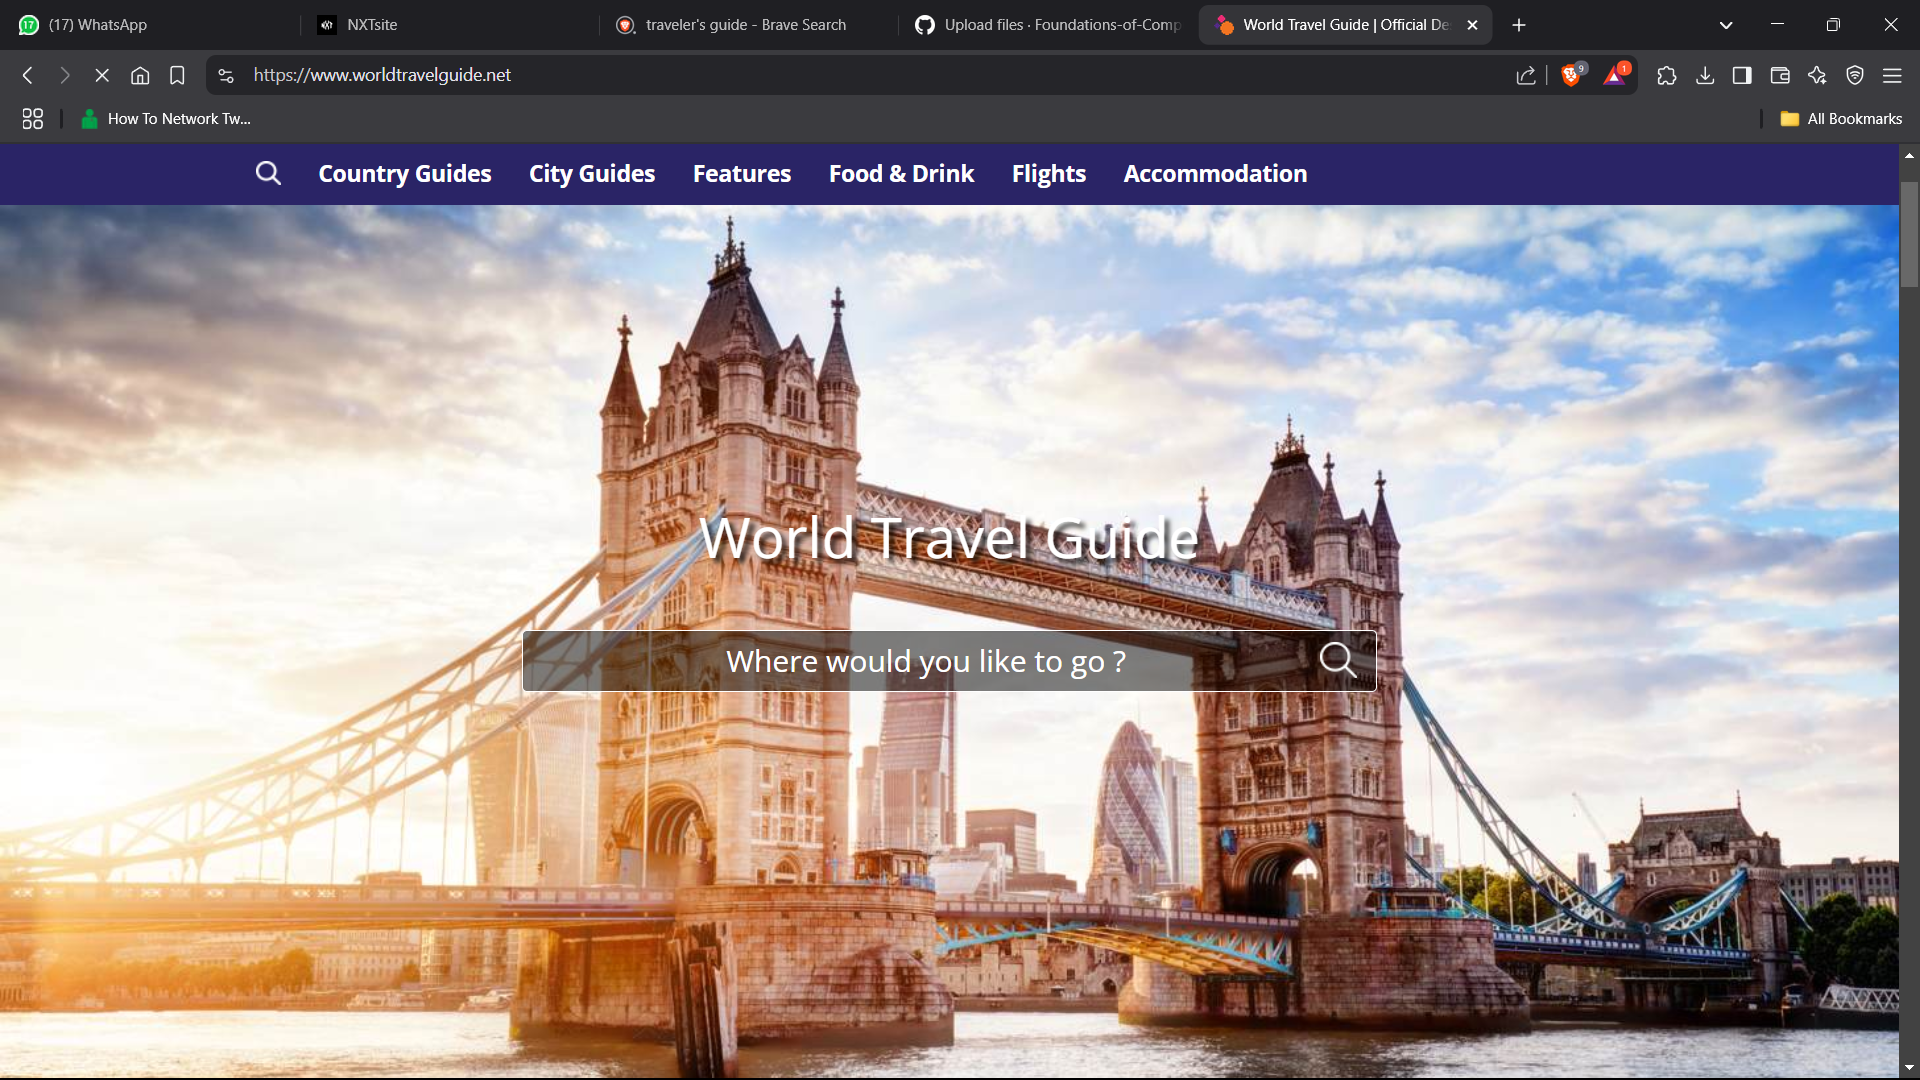 17 (17) WhatsApp
NXTsite
traveler's guide - Brave Search
Upload files · Foundations-of-Comp
World Travel Guide | Official De
https://www.worldtravelguide.net
9
1
How To Network Tw...
All Bookmarks
Country Guides
City Guides
Features
Food & Drink
Flights
Accommodation
World Travel Guide
Where would you like to go ?